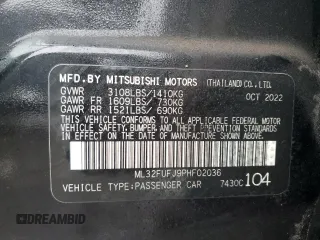 MFD.BY MITSUBISHI MOTORS (THAILAND) CO.,LTD.
GVWR 3108LBS/1410KG OCT 2022
GAWR FR 1609LBS/ 730KG
GAWR RR 1521LBS/ 690KG
THIS VEHICLE CONFORMS TO ALL APPLICABLE FEDERAL MOTOR
VEHICLE SAFETY, BUMPER, AND THEFT PREVENTION STANDARDS
IN EFFECT ON THE DATE OF MANUFACTURE SHOWN ABOVE.
ML32FUFJ9PHF02036
VEHICLE TYPE:PASSENGER CAR 7430C 104
DREAMBID